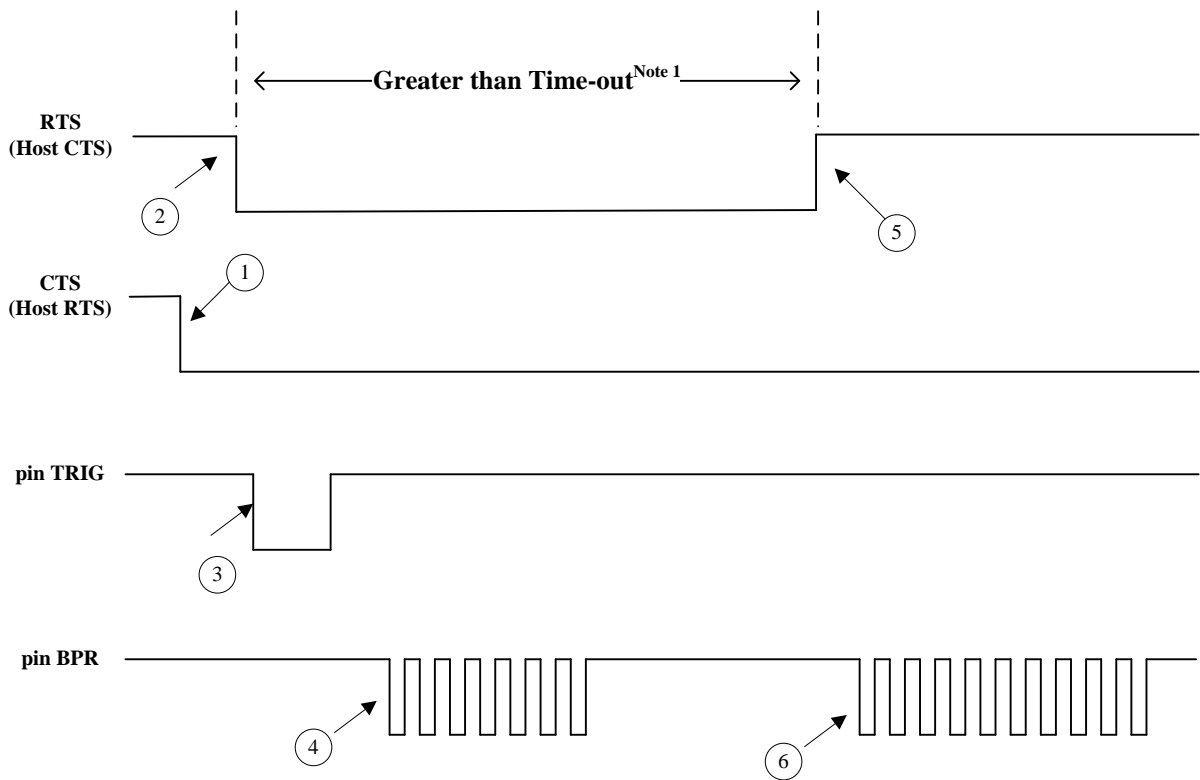 Greater than Time-out Note 1
RTS
(Host CTS)
2
5
1
CTS
(Host RTS)
pin TRIG
3
pin BPR
4
6